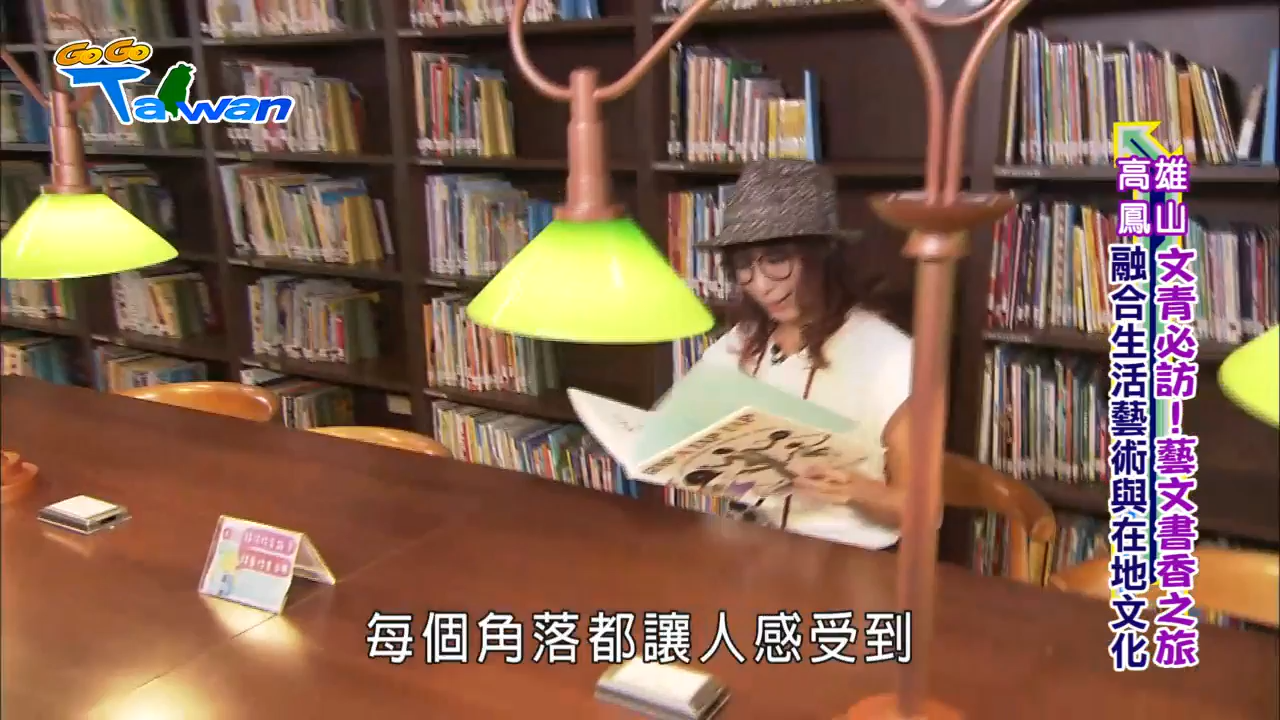 GoGo
Taiwan
高雄
鳳山
文青必訪！藝文書香之旅
融合生活藝術與在地文化
每個角落都讓人感受到